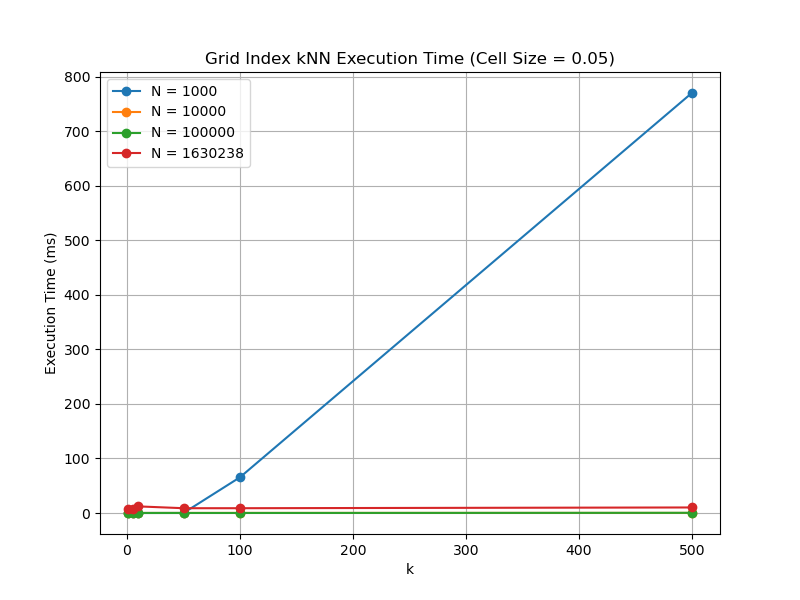 Grid Index kNN Execution Time (Cell Size = 0.05)
N = 1000
N = 10000
N = 100000
N = 1630238
800
700
600
500
400
300
200
100
0
Execution Time (ms)
0 100 200 300 400 500
k